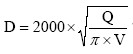 D = 2000×√(Q / (π × V))